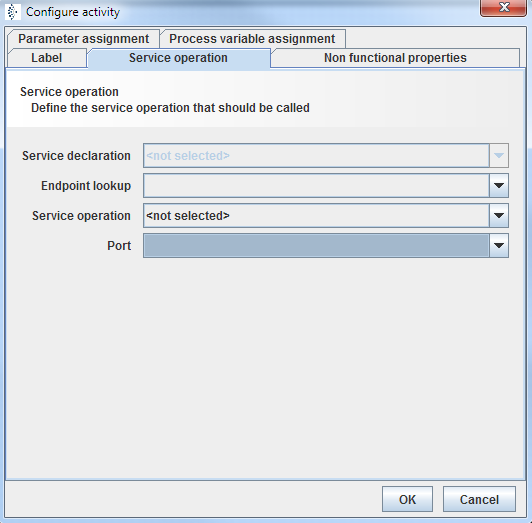 Configure activity
Parameter assignment Process variable assignment
Label Service operation Non functional properties
Service operation
Define the service operation that should be called
Service declaration <not selected>
Endpoint lookup
Service operation <not selected>
Port
OK Cancel